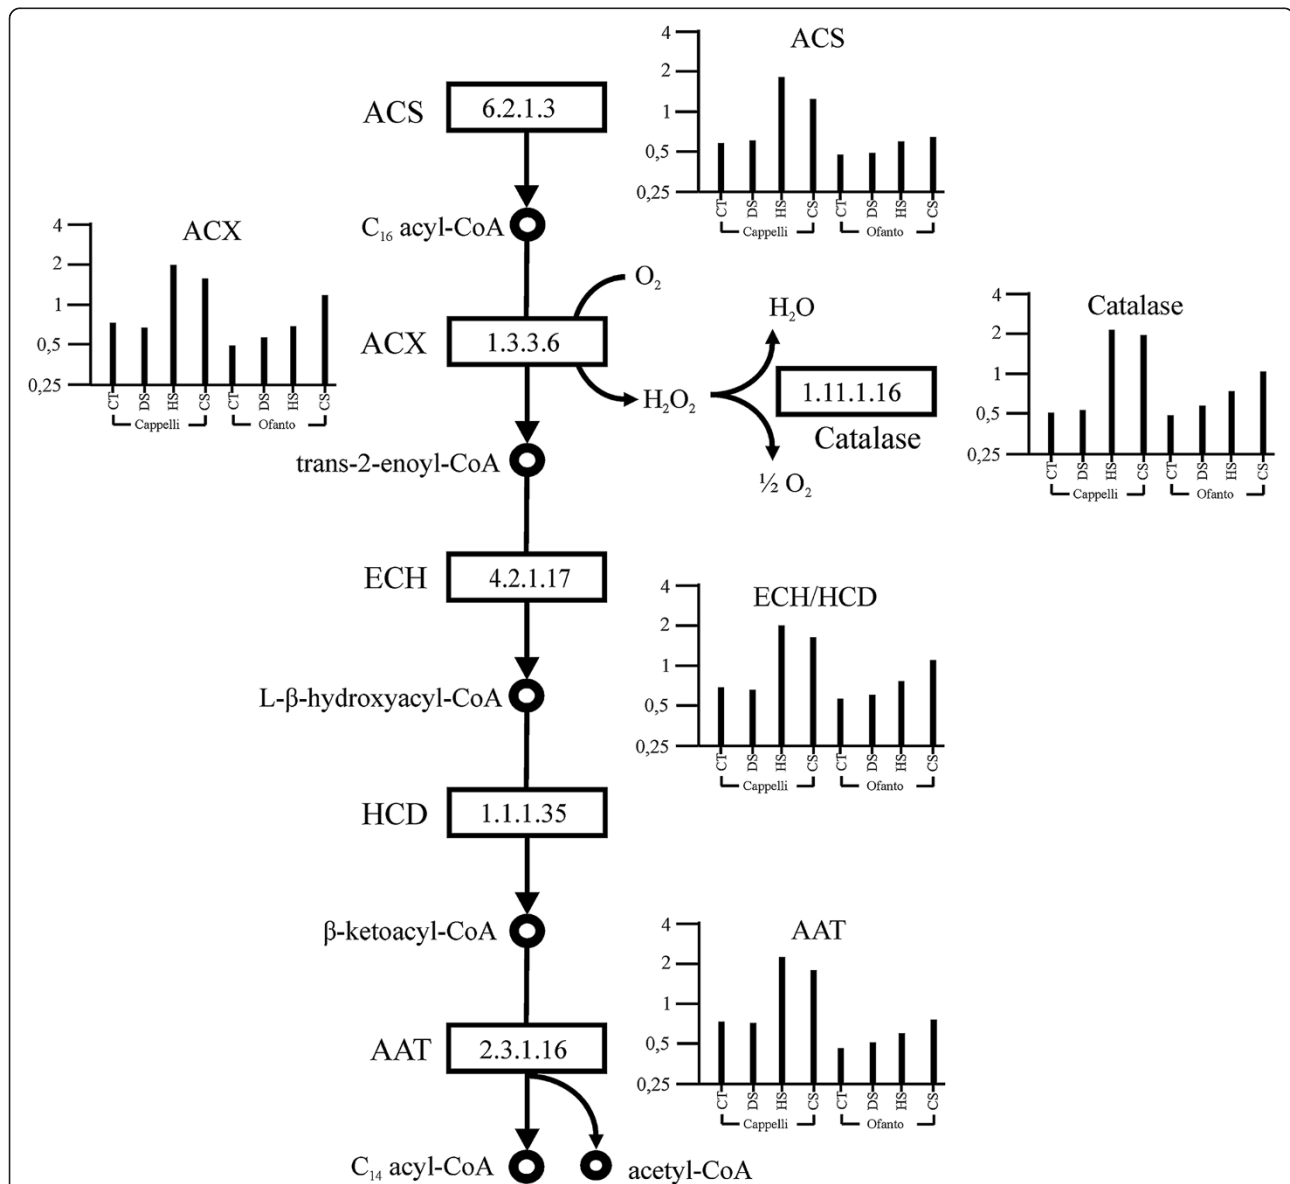 ACS
6.2.1.3
ACS
4
2
1
0,5
0,25
CT DS HS CS CT DS HS CS
Cappelli Ofanto
C16 acyl-CoA
ACX
4
2
1
0,5
0,25
CT DS HS CS CT DS HS CS
Cappelli Ofanto
O2
ACX
1.3.3.6
H2O2
H2O
1.11.1.16
Catalase
½ O2
Catalase
4
2
1
0,5
0,25
CT DS HS CS CT DS HS CS
Cappelli Ofanto
trans-2-enoyl-CoA
ECH
4.2.1.17
ECH/HCD
4
2
1
0,5
0,25
CT DS HS CS CT DS HS CS
Cappelli Ofanto
L-β-hydroxyacyl-CoA
HCD
1.1.1.35
β-ketoacyl-CoA
AAT
4
2
1
0,5
0,25
CT DS HS CS CT DS HS CS
Cappelli Ofanto
AAT
2.3.1.16
C14 acyl-CoA
acetyl-CoA